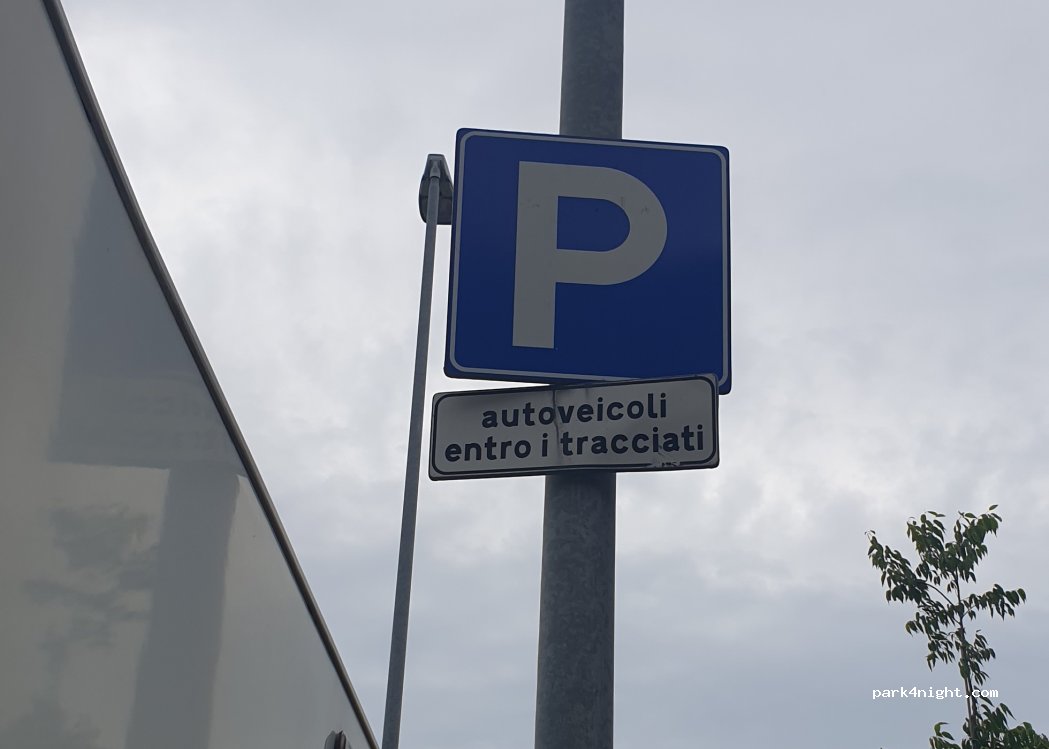 P
autoveicoli
entro i tracciati
park4night.com